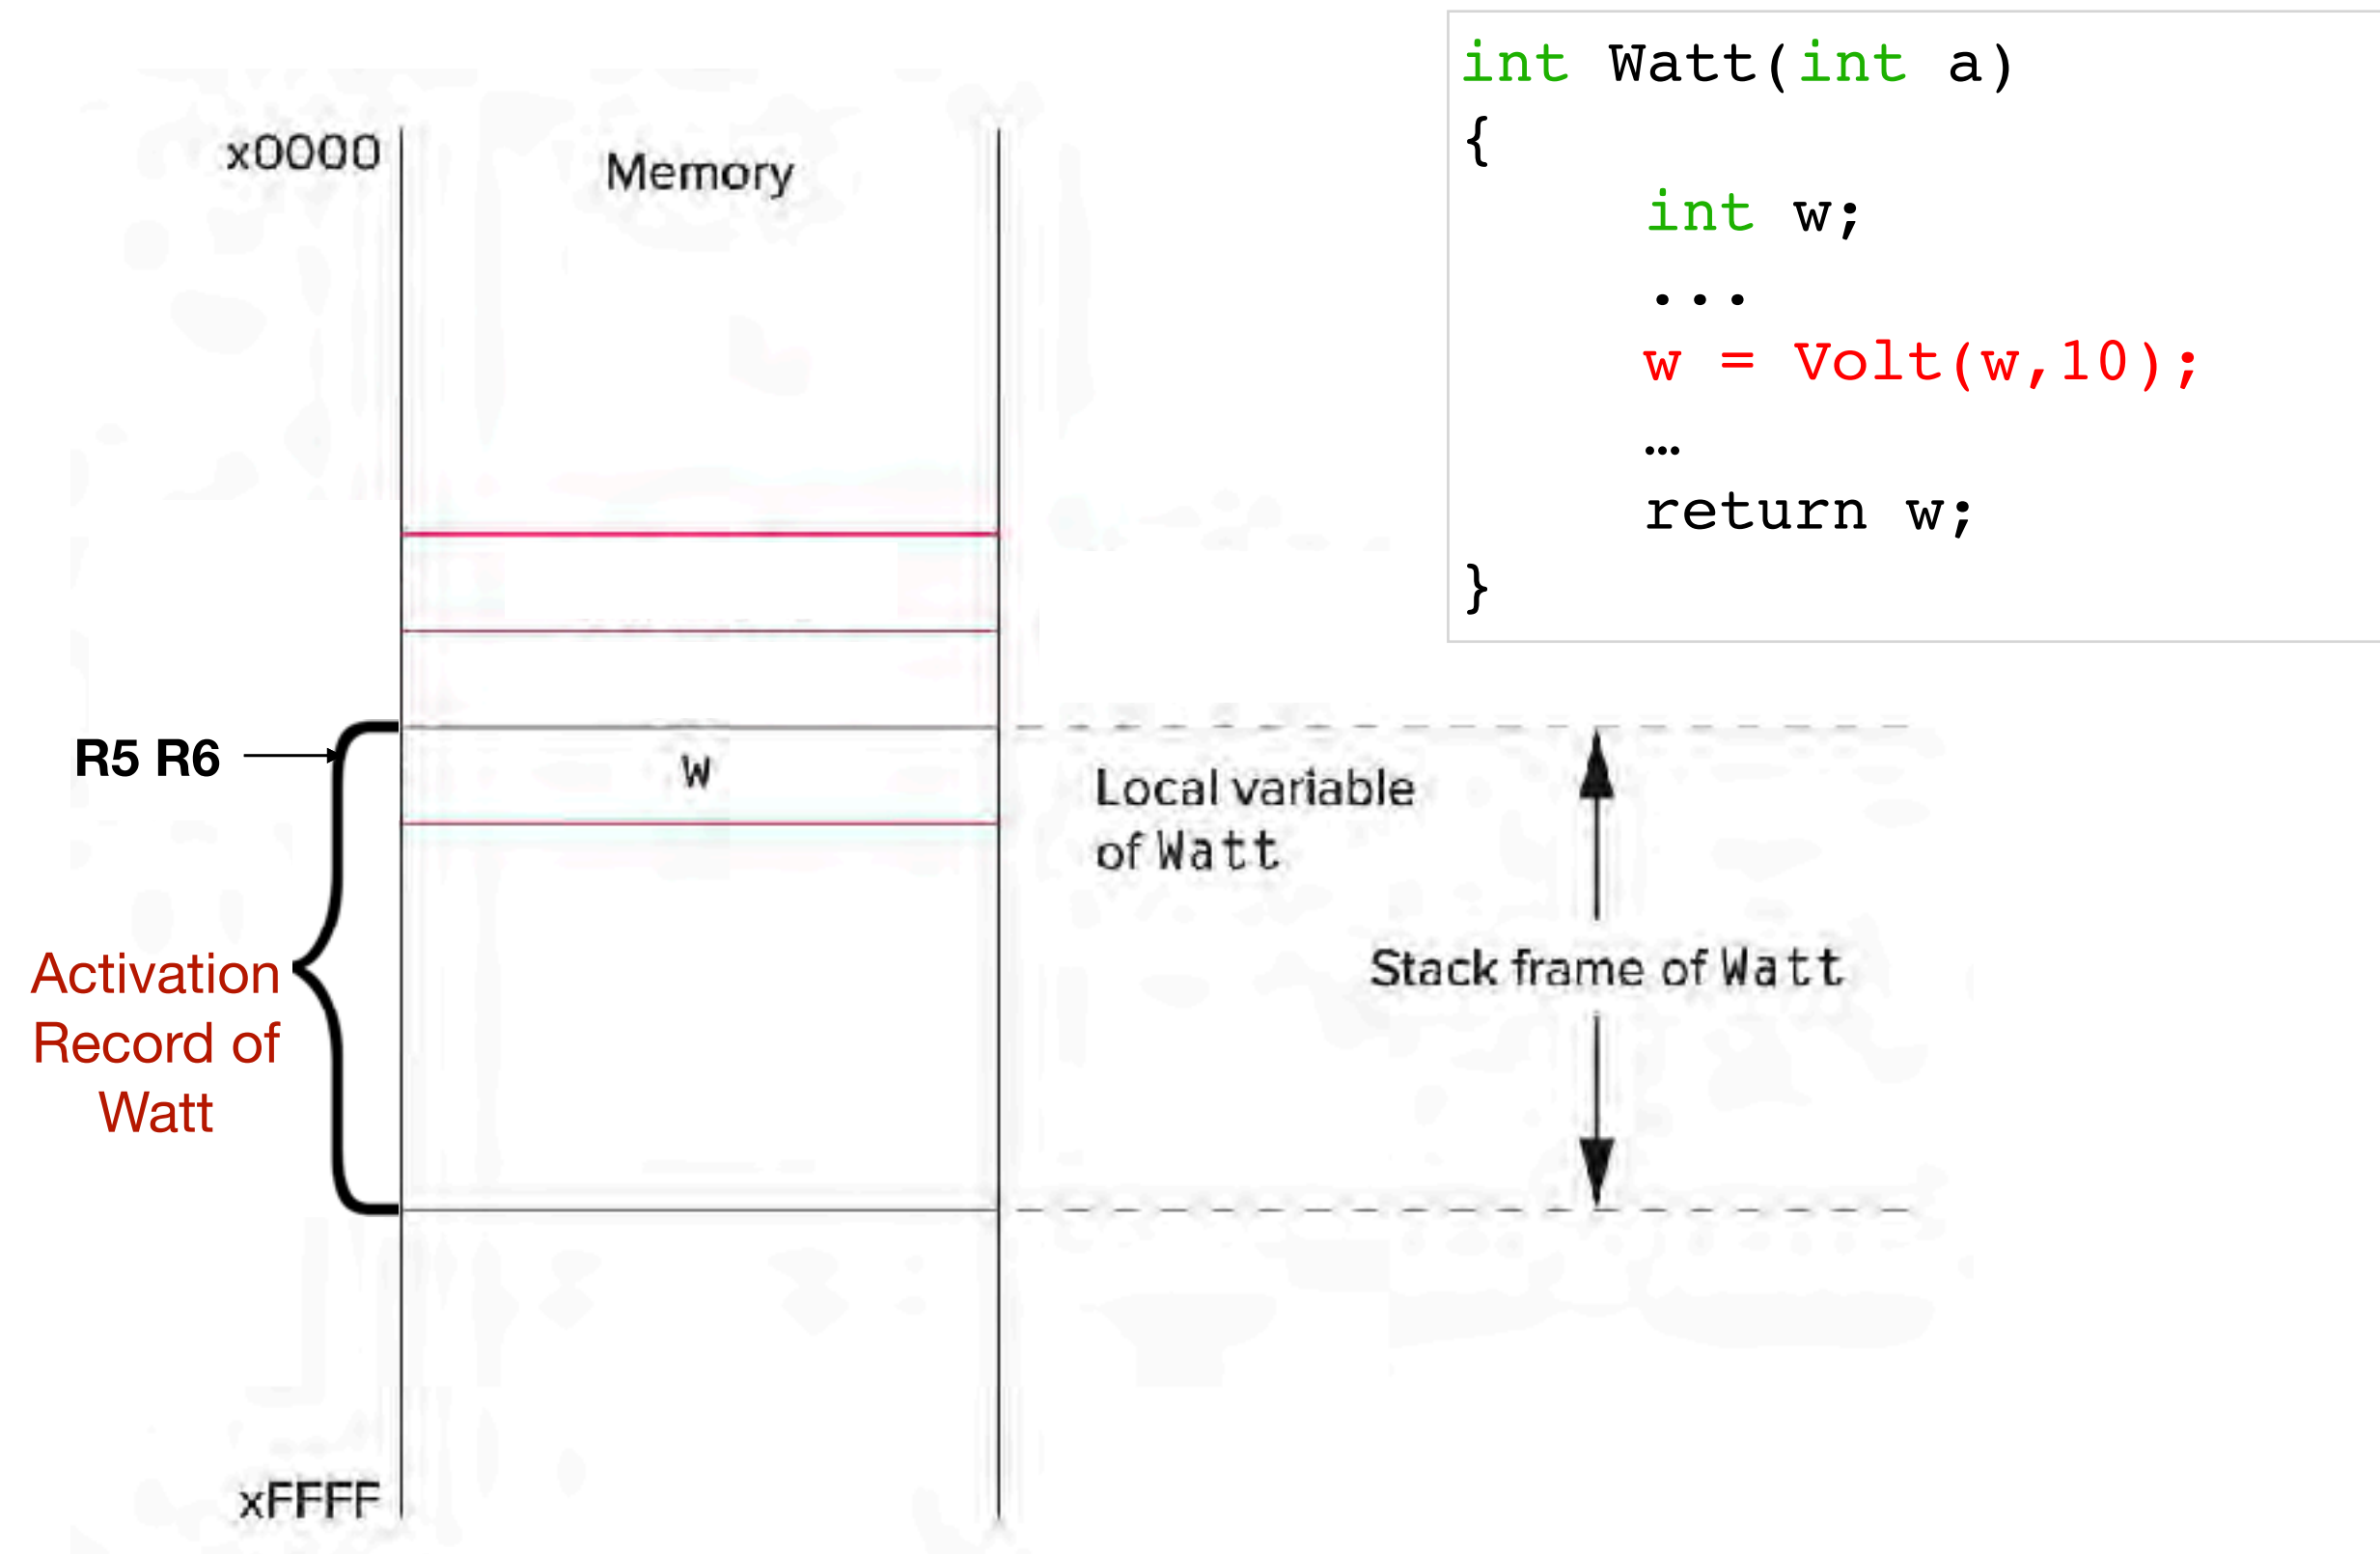 x0000
Memory
R5 R6
W
Local variable
of Watt
Stack frame of Watt
Activation
Record of
Watt
xFFFF
int Watt(int a)
{
int w;
...
w = Volt(w,10);
…
return w;
}